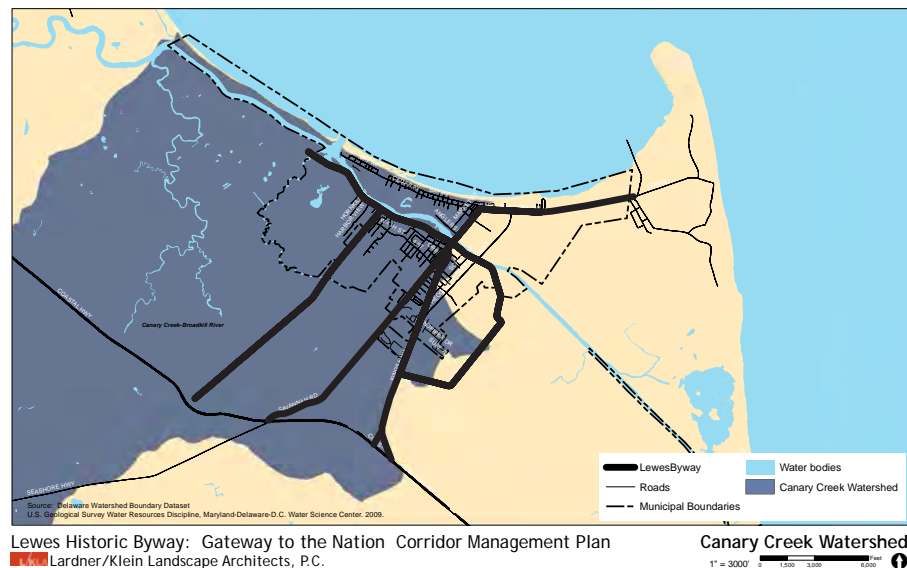 COASTAL HWY
Canary Creek-Broadkill River
SAVANNAH RD
SEASHORE HWY
Source: Delaware Watershed Boundary Dataset
U.S. Geological Survey Water Resources Discipline, Maryland-Delaware-D.C. Water Science Center. 2009.
LewesByway
Roads
Municipal Boundaries
Water bodies
Canary Creek Watershed
Lewes Historic Byway: Gateway to the Nation Corridor Management Plan
Lardner/Klein Landscape Architects, P.C.
Canary Creek Watershed
1" = 3000'
Feet
0 1,500 3,000 6,000